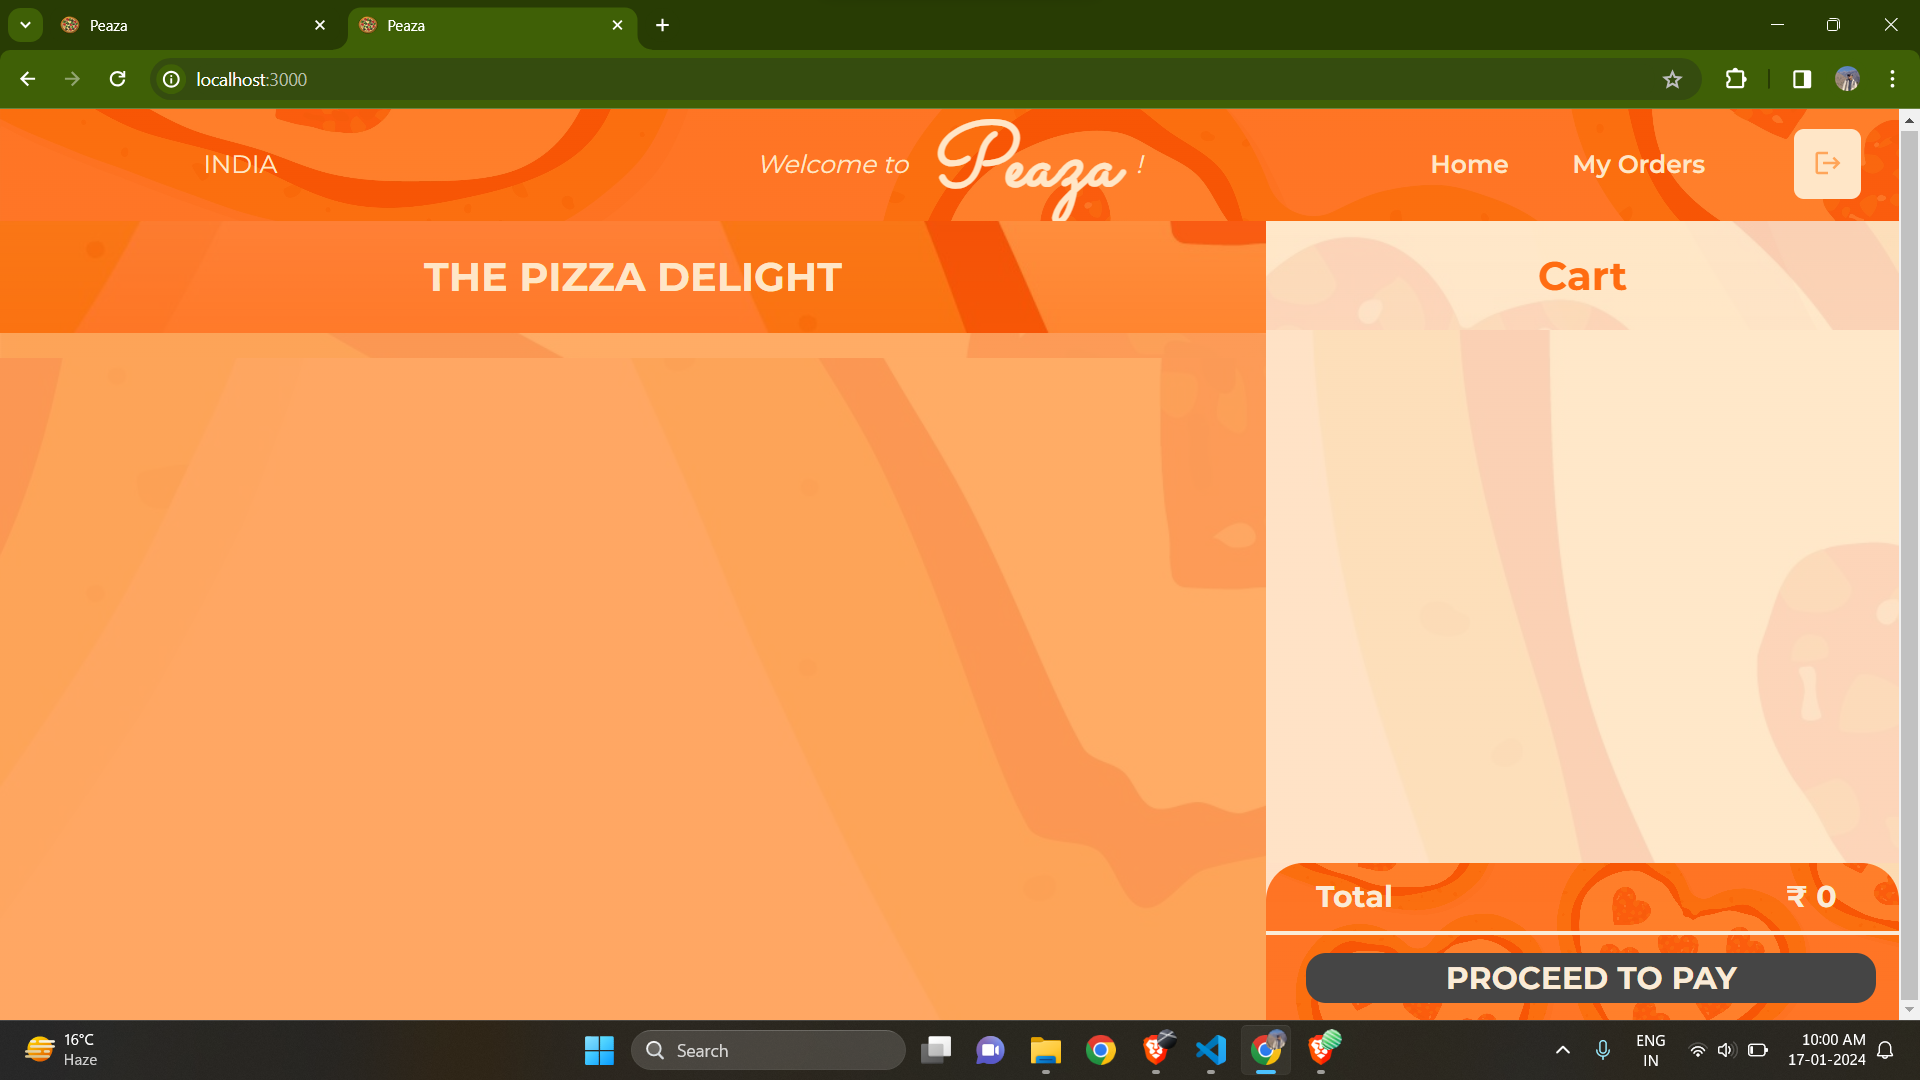 Peaza
Peaza
localhost:3000
INDIA
Welcome to Peaza !
Home
My Orders
THE PIZZA DELIGHT
Cart
Total
₹ 0
PROCEED TO PAY
16°C
Haze
Search
ENG
IN
10:00 AM
17-01-2024